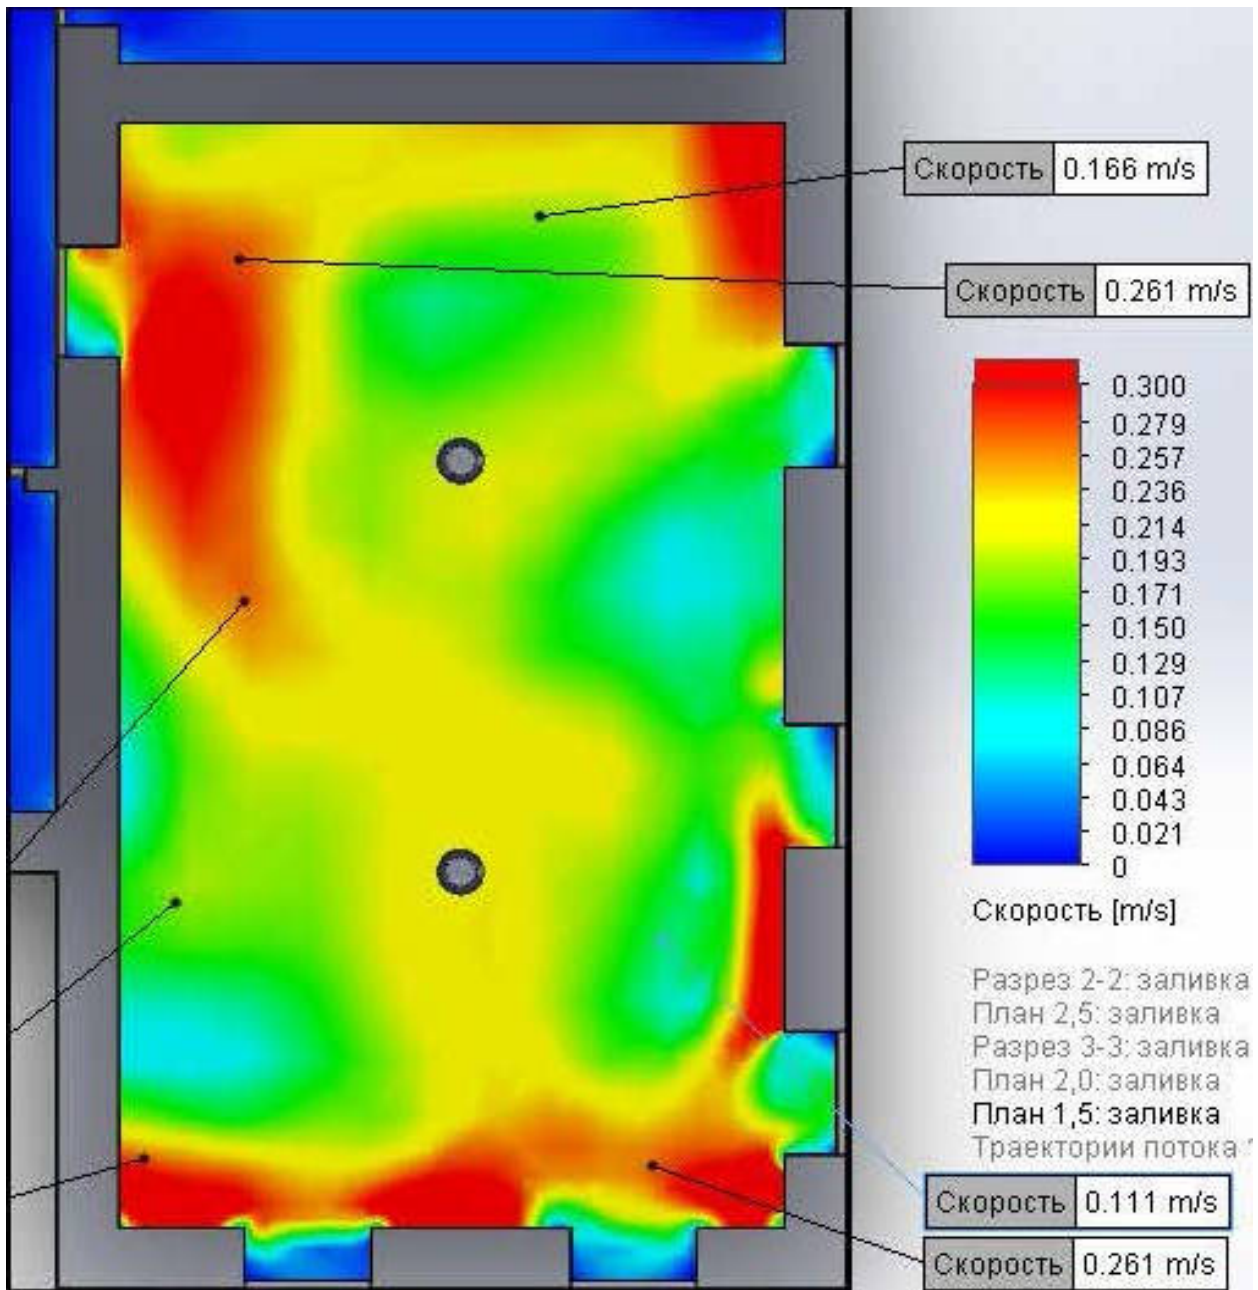 Скорость 0.166 m/s
Скорость 0.261 m/s
0.300
0.279
0.257
0.236
0.214
0.193
0.171
0.150
0.129
0.107
0.086
0.064
0.043
0.021
0
Скорость [m/s]
Разрез 2-2: заливка
План 2,5: заливка
Разрез 3-3: заливка
План 2,0: заливка
План 1,5: заливка
Траектории потока
Скорость 0.111 m/s
Скорость 0.261 m/s